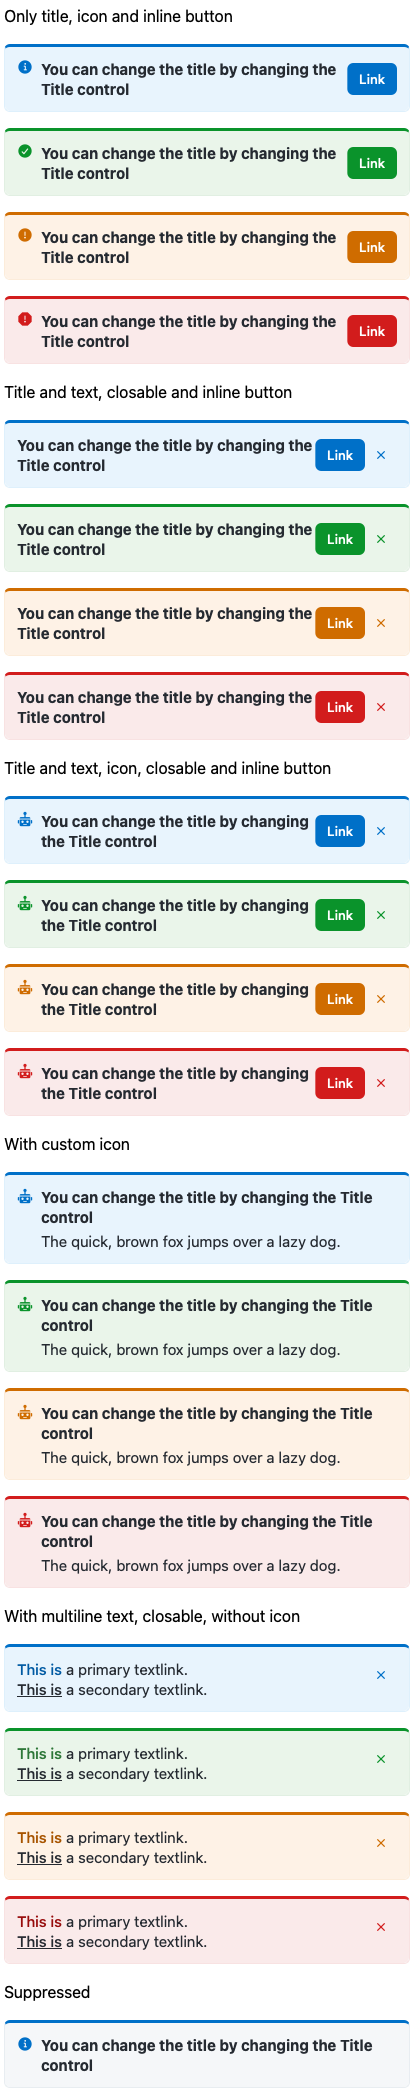 Only title, icon and inline button
You can change the title by changing the
Title control
Link
You can change the title by changing the
Title control
Link
You can change the title by changing the
Title control
Link
You can change the title by changing the
Title control
Link
Title and text, closable and inline button
You can change the title by changing the
Title control
Link
You can change the title by changing the
Title control
Link
You can change the title by changing the
Title control
Link
You can change the title by changing the
Title control
Link
Title and text, icon, closable and inline button
You can change the title by changing
the Title control
Link
You can change the title by changing
the Title control
Link
You can change the title by changing
the Title control
Link
You can change the title by changing
the Title control
Link
With custom icon
You can change the title by changing the Title
control
The quick, brown fox jumps over a lazy dog.
You can change the title by changing the Title
control
The quick, brown fox jumps over a lazy dog.
You can change the title by changing the Title
control
The quick, brown fox jumps over a lazy dog.
You can change the title by changing the Title
control
The quick, brown fox jumps over a lazy dog.
With multiline text, closable, without icon
This is a primary textlink.
This is a secondary textlink.
This is a primary textlink.
This is a secondary textlink.
This is a primary textlink.
This is a secondary textlink.
This is a primary textlink.
This is a secondary textlink.
Suppressed
You can change the title by changing the Title
control